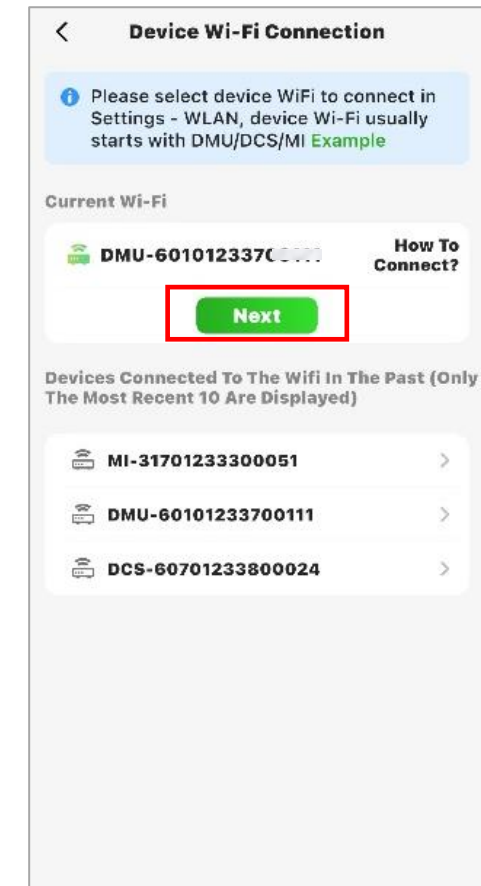 Device Wi-Fi Connection
Please select device WiFi to connect in
Settings - WLAN, device Wi-Fi usually
starts with DMU/DCS/MI Example
Current Wi-Fi
DMU-6010123370
How To
Connect?
Next
Devices Connected To The Wifi In The Past (Only
The Most Recent 10 Are Displayed)
MI-31701233300051
DMU-60101233700111
DCS-60701233800024